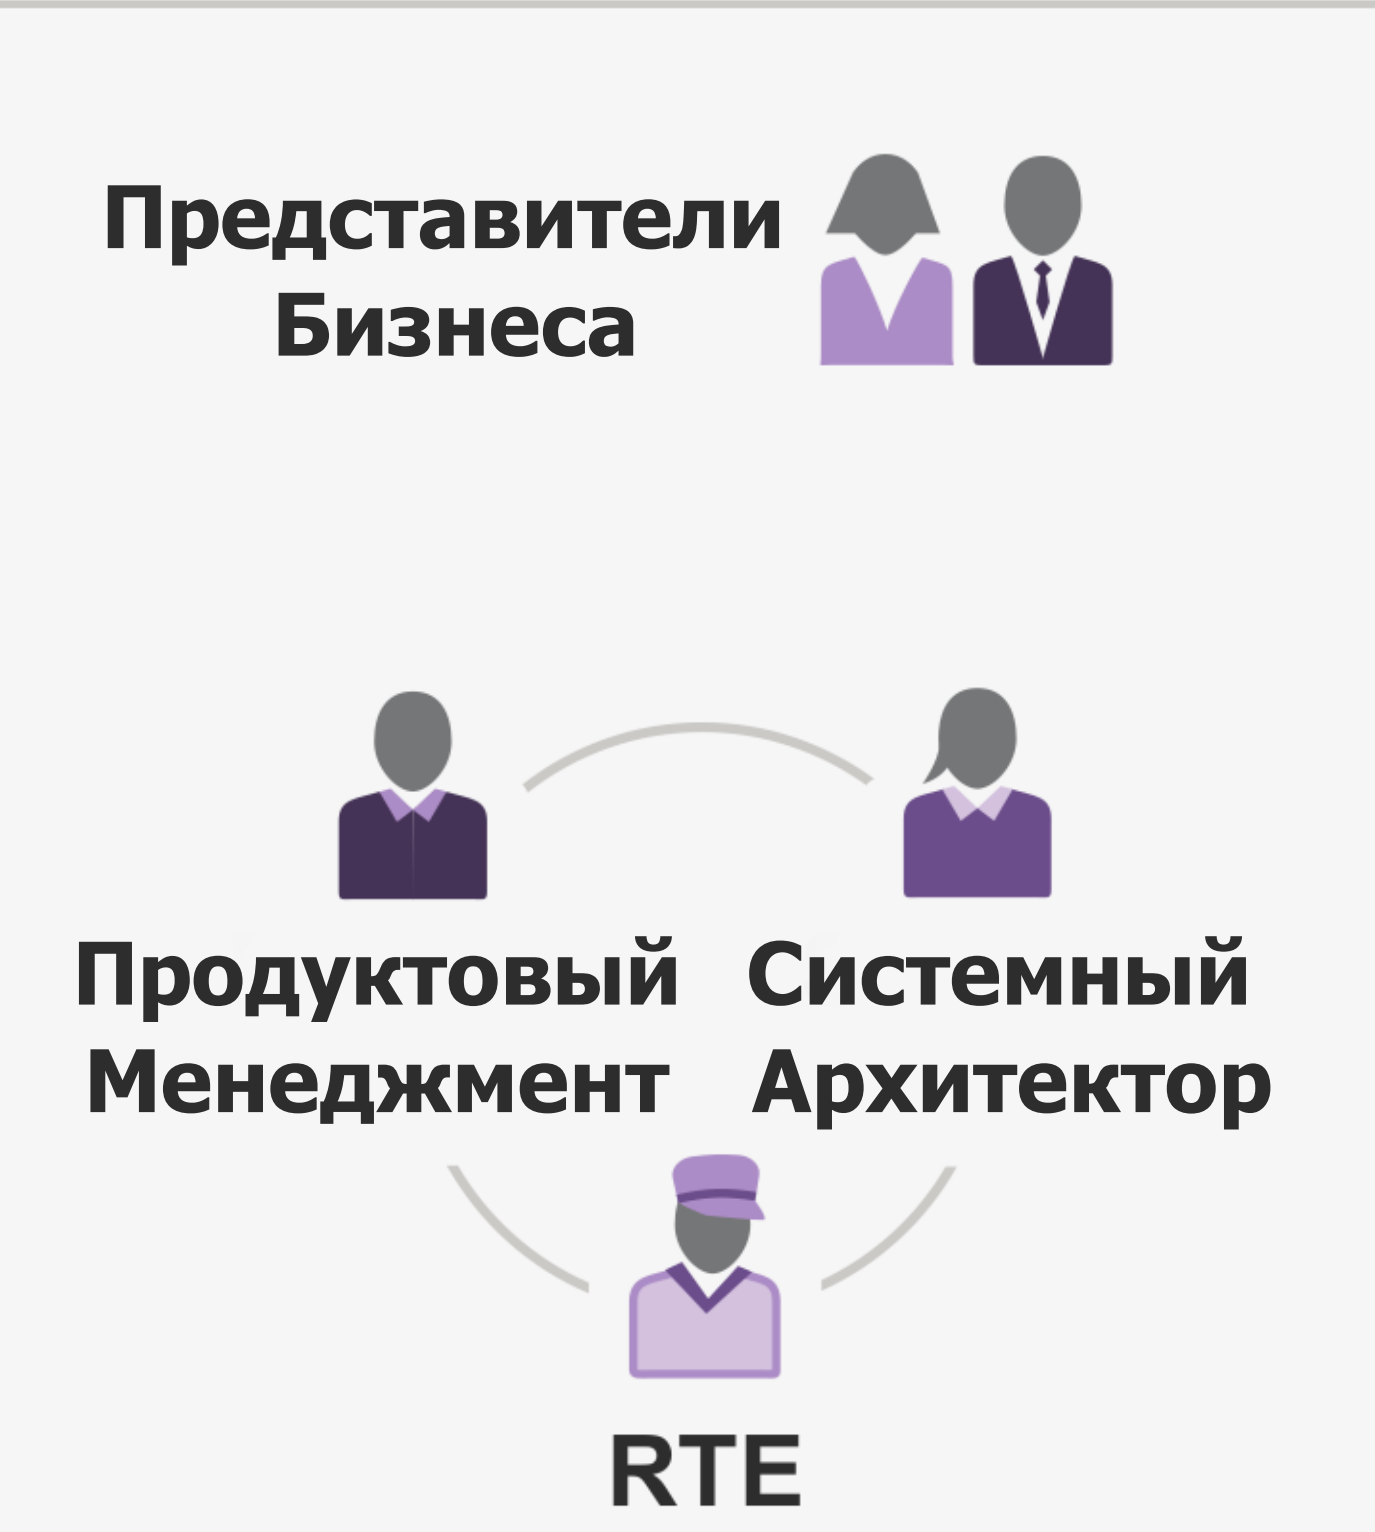 Представители
Бизнеса
Продуктовый
Менеджмент
Системный
Архитектор
RTE